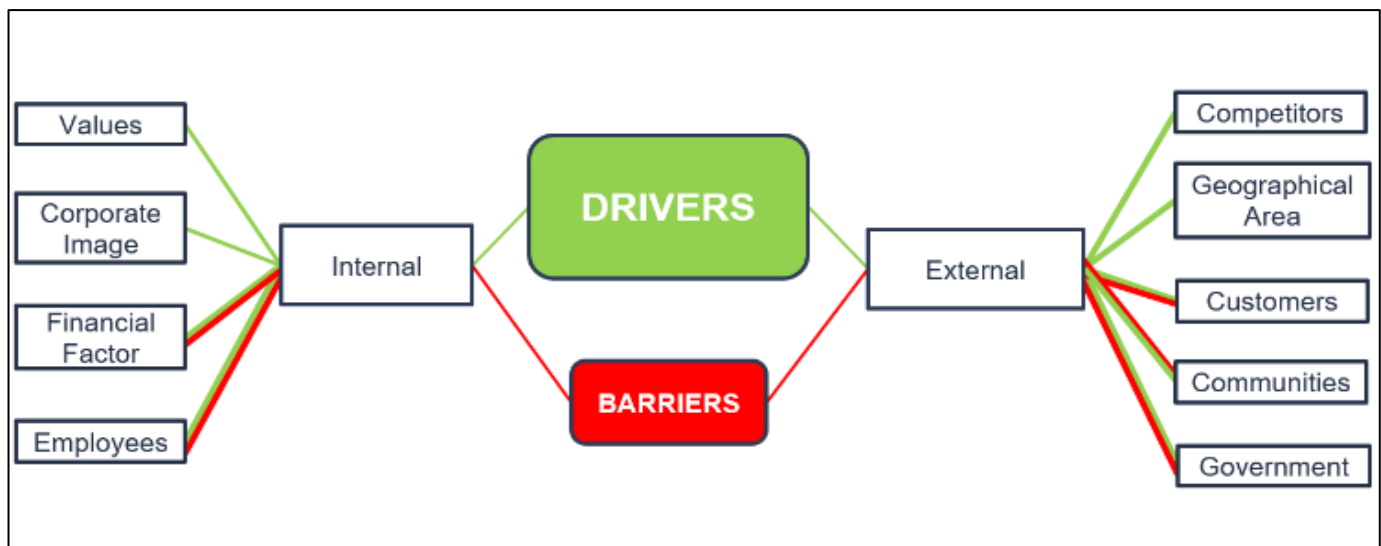 Values
Corporate
Image
Financial
Factor
Employees
Internal
DRIVERS
BARRIERS
External
Competitors
Geographical
Area
Customers
Communities
Government